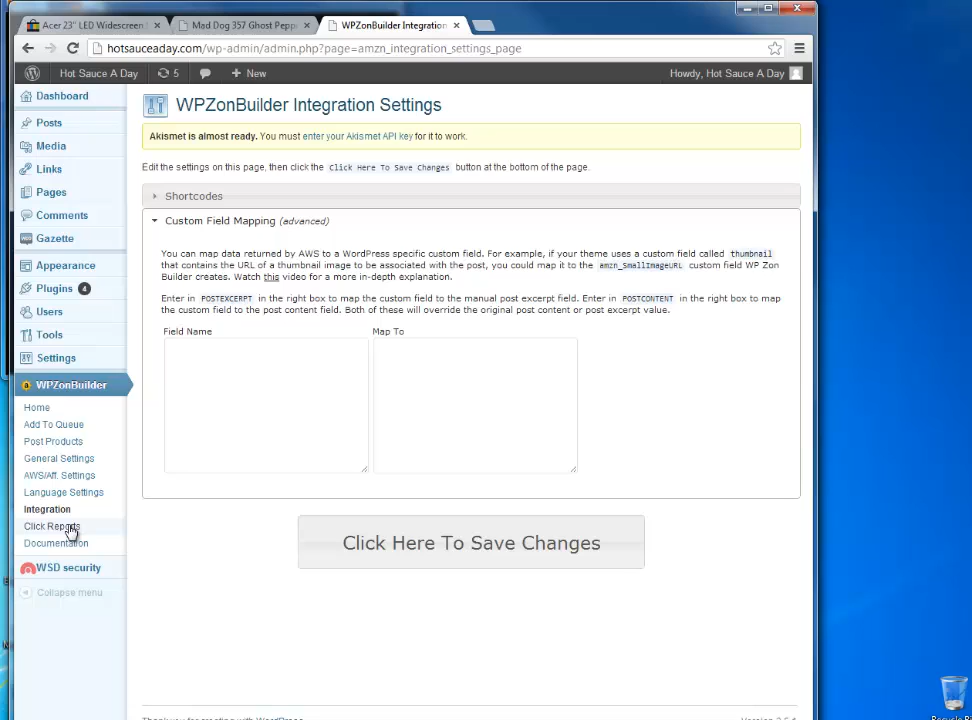 Acer 23" LED Widescreen
Mad Dog 357 Ghost Pepp
WPZonBuilder Integration
hotsauceaday.com/wp-admin/admin.php?page=amzn_integration_settings_page
Hot Sauce A Day
5
New
Howdy, Hot Sauce A Day
Dashboard
Posts
Media
Links
Pages
Comments
Gazette
Appearance
Plugins 4
Users
Tools
Settings
WPZonBuilder
Home
Add To Queue
Post Products
General Settings
AWS/Aff. Settings
Language Settings
Integration
Click Reports
Documentation
WSD security
Collapse menu
WPZonBuilder Integration Settings
Akismet is almost ready. You must enter your Akismet API key for it to work.
Edit the settings on this page, then click the Click Here To Save Changes button at the bottom of the page.
Shortcodes
Custom Field Mapping (advanced)
You can map data returned by AWS to a WordPress specific custom field. For example, if your theme uses a custom field called thumbnail
that contains the URL of a thumbnail image to be associated with the post, you could map it to the amzn_SmallImageURL custom field WP Zon
Builder creates. Watch this video for a more in-depth explanation.
Enter in POSTEXCERPT in the right box to map the custom field to the manual post excerpt field. Enter in POSTCONTENT in the right box to map
the custom field to the post content field. Both of these will override the original post content or post excerpt value.
Field Name
Map To
Click Here To Save Changes